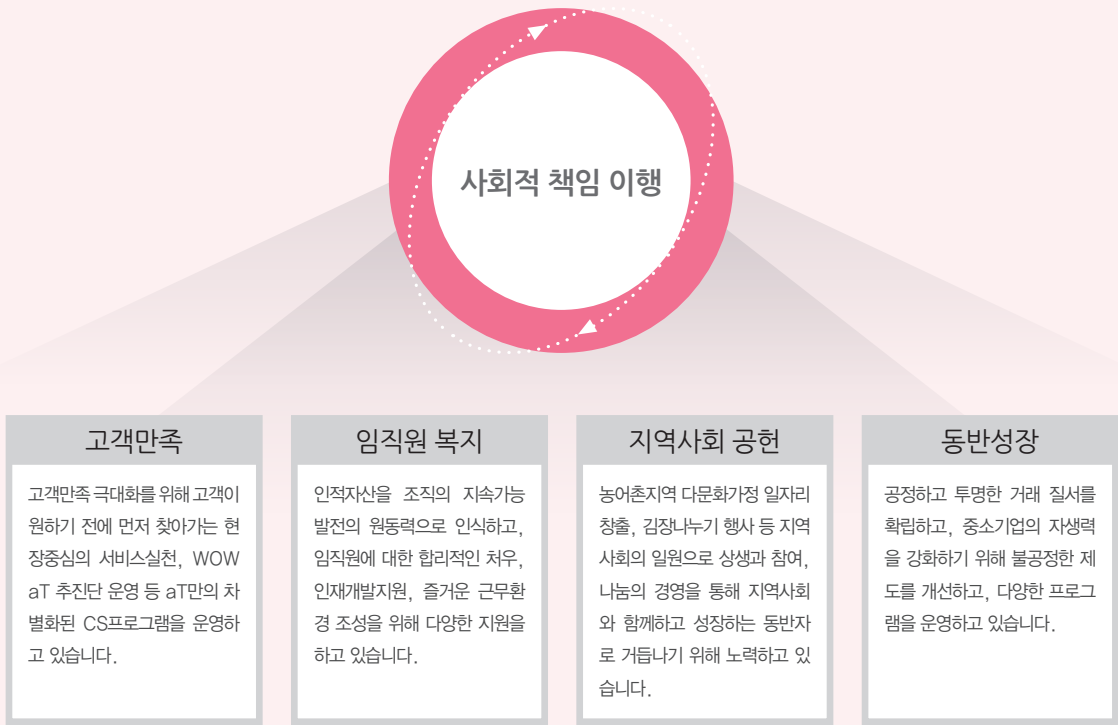 사회적 책임 이행
고객만족
고객만족 극대화를 위해 고객이
원하기 전에 먼저 찾아가는 현
장중심의 서비스실천, WOW
aT 추진단 운영 등 aT만의 차
별화된 CS프로그램을 운영하
고 있습니다.
임직원 복지
인적자산을 조직의 지속가능
발전의 원동력으로 인식하고,
임직원에 대한 합리적인 처우,
인재개발지원, 즐거운 근무환
경 조성을 위해 다양한 지원을
하고 있습니다.
지역사회 공헌
농어촌지역 다문화가정 일자리
창출, 김장나누기 행사 등 지역
사회의 일원으로 상생과 참여,
나눔의 경영을 통해 지역사회
와 함께하고 성장하는 동반자
로 거듭나기 위해 노력하고 있
습니다.
동반성장
공정하고 투명한 거래 질서를
확립하고, 중소기업의 자생력
을 강화하기 위해 불공정한 제
도를 개선하고, 다양한 프로그
램을 운영하고 있습니다.